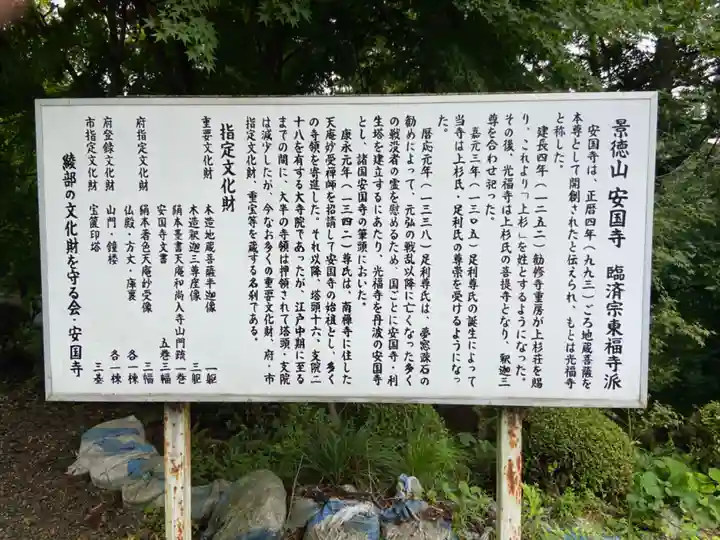 景徳山 安国寺 臨済宗東福寺派
安国寺は、正暦四年(九九三)ごろ地蔵菩薩を
本尊として開創されたと伝えられ、もとは光福寺
と称した。
建長四年(一二五二)勧修寺重房が上杉荘を賜
り、これより「上杉」を姓とするようになった。
その後、光福寺は上杉氏の菩提寺となり、釈迦三
尊を合わせ祀った。
嘉元三年(一三〇五)足利尊氏の誕生によって
当寺は上杉氏・足利氏の尊崇を受けるようになっ
た。
暦応元年(一三三八)足利尊氏は、夢窓疎石の
勧めによって、元弘の戦乱以降に亡くなった多く
の戦没者の霊を慰めるため、国ごとに安国寺・利
生塔を建立するにあたり、光福寺を丹波の安国寺
とし、諸国安国寺の筆頭においた。
康永元年(一三四二)尊氏は、南禅寺に住した
天庵妙受禅師を招請して安国寺の始祖とし、多く
の寺領を寄進した。それ以降、塔頭十六、支院二
十八を有する大寺院であったが、江戸中期に至る
までの間に、大半の寺領は押領されて塔頭・支院
は減少したが、今なお多くの重要文化財、府・市
指定文化財、重宝等を蔵する名刹である。
指定文化財
重要文化財 木造地蔵菩薩半跏像 一躯
木造釈迦三尊座像 三躯
絹本墨書天庵和尚入寺山門疏 一巻
安国寺文書 五巻三幅
府指定文化財 絹本着色天庵妙受像 三幅
仏殿・方丈・庫裏 各一棟
府登録文化財 山門・鐘楼 各一棟
市指定文化財 宝篋印塔 三基
綾部の文化財を守る会・安国寺